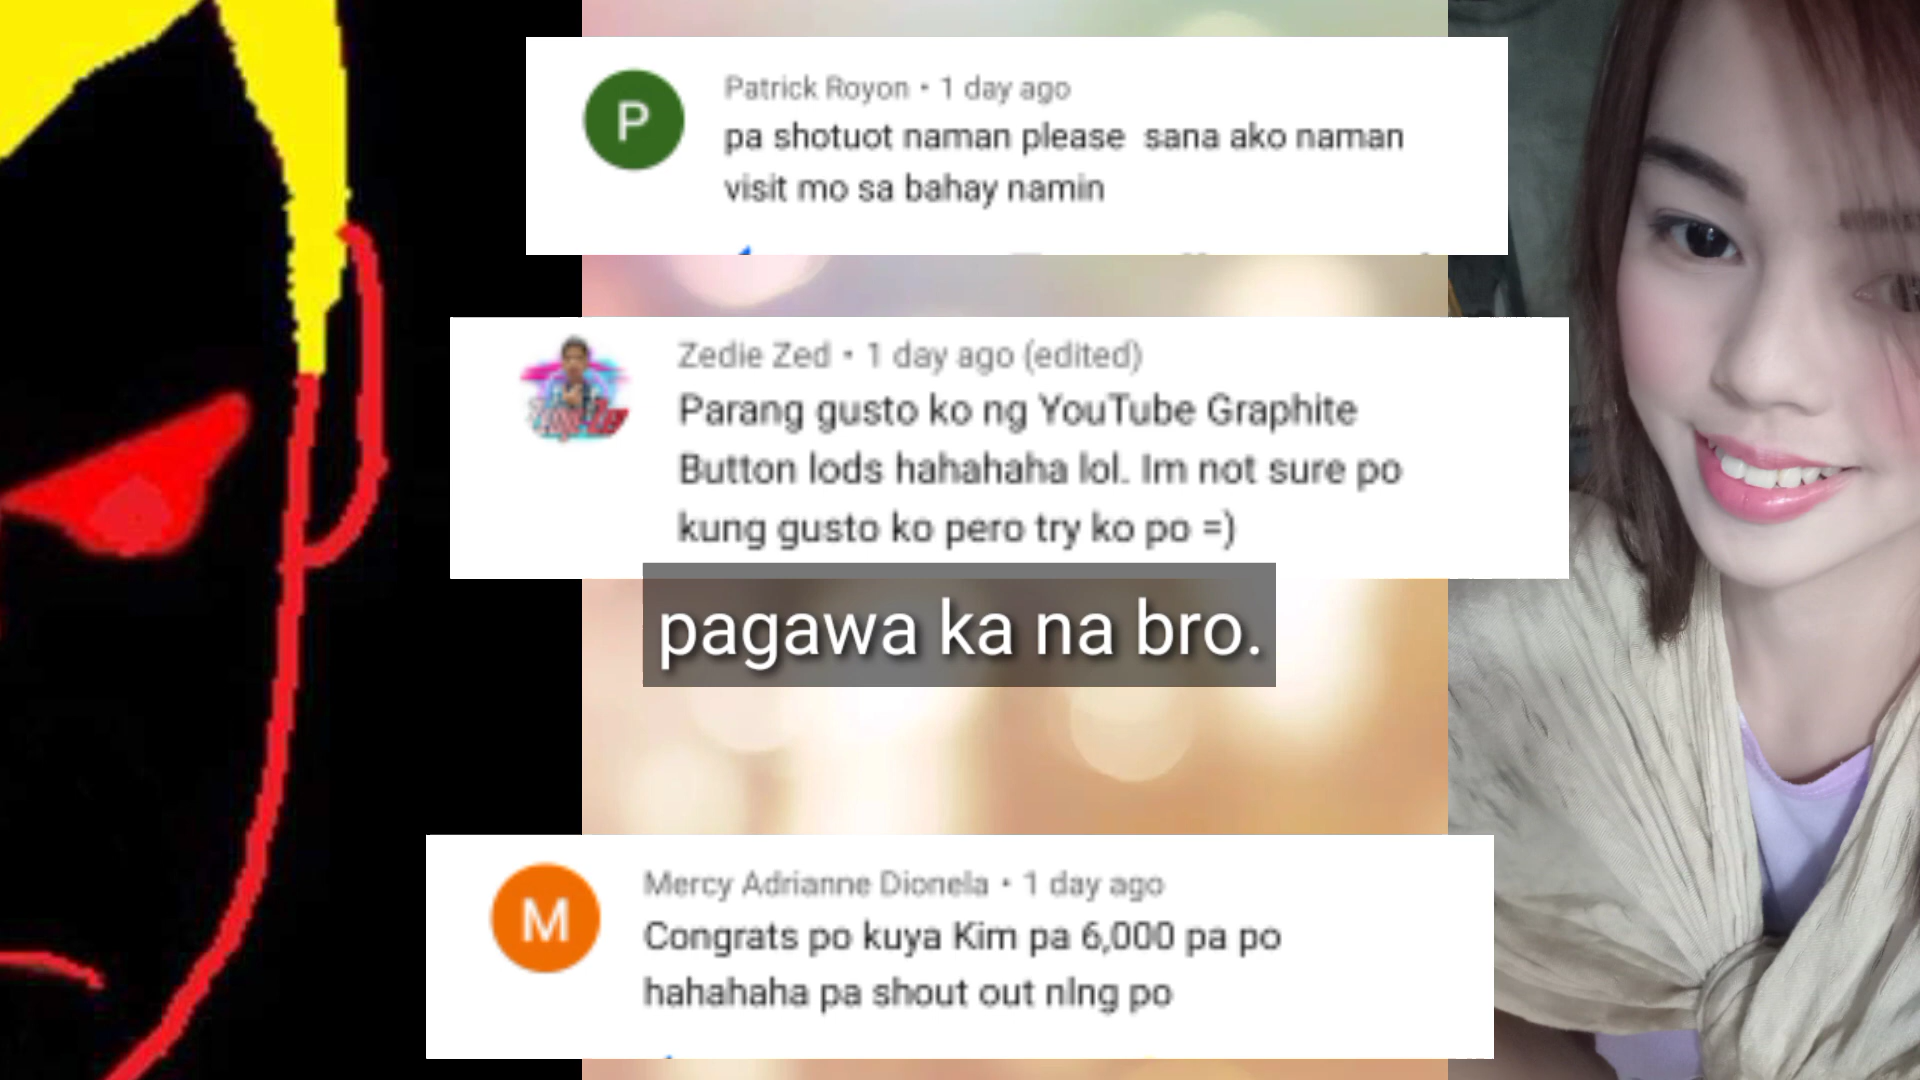 P
Patrick Royon • 1 day ago
pa shotuot naman please sana ako naman
visit mo sa bahay namin
Zedie Zed • 1 day ago (edited)
Parang gusto ko ng YouTube Graphite
Button lods hahahaha lol. Im not sure po
kung gusto ko pero try ko po =)
pagawa ka na bro.
M
Mercy Adrianne Dionela • 1 day ago
Congrats po kuya Kim pa 6,000 pa po
hahahaha pa shout out nlng po